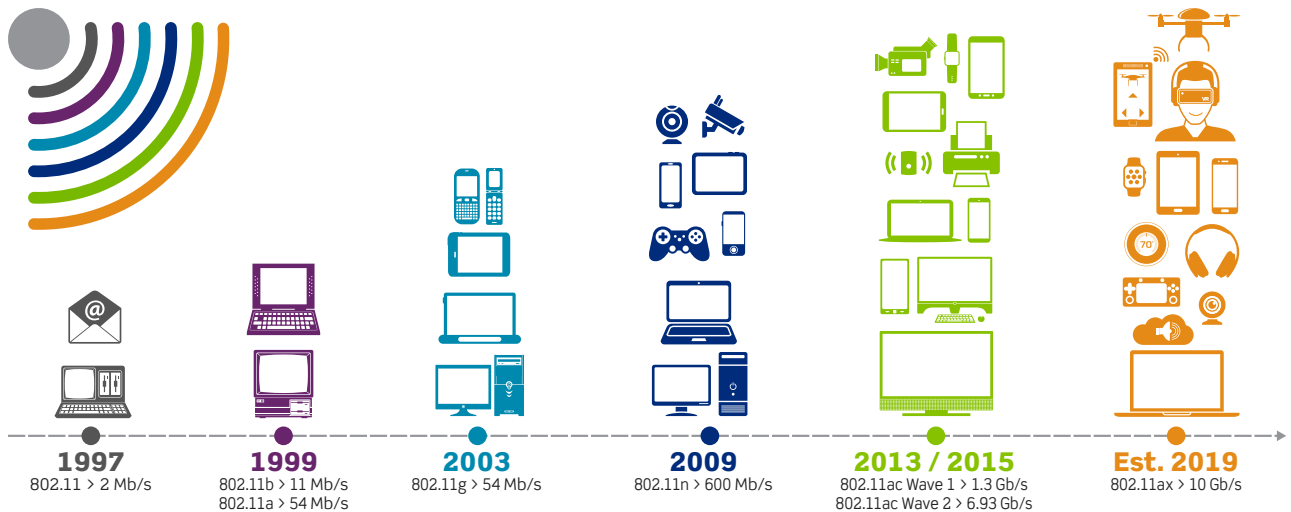 VR
70°
@
1997
802.11 > 2 Mb/s
1999
802.11b > 11 Mb/s
802.11a > 54 Mb/s
2003
802.11g > 54 Mb/s
2009
802.11n > 600 Mb/s
2013 / 2015
802.11ac Wave 1 > 1.3 Gb/s
802.11ac Wave 2 > 6.93 Gb/s
Est. 2019
802.11ax > 10 Gb/s